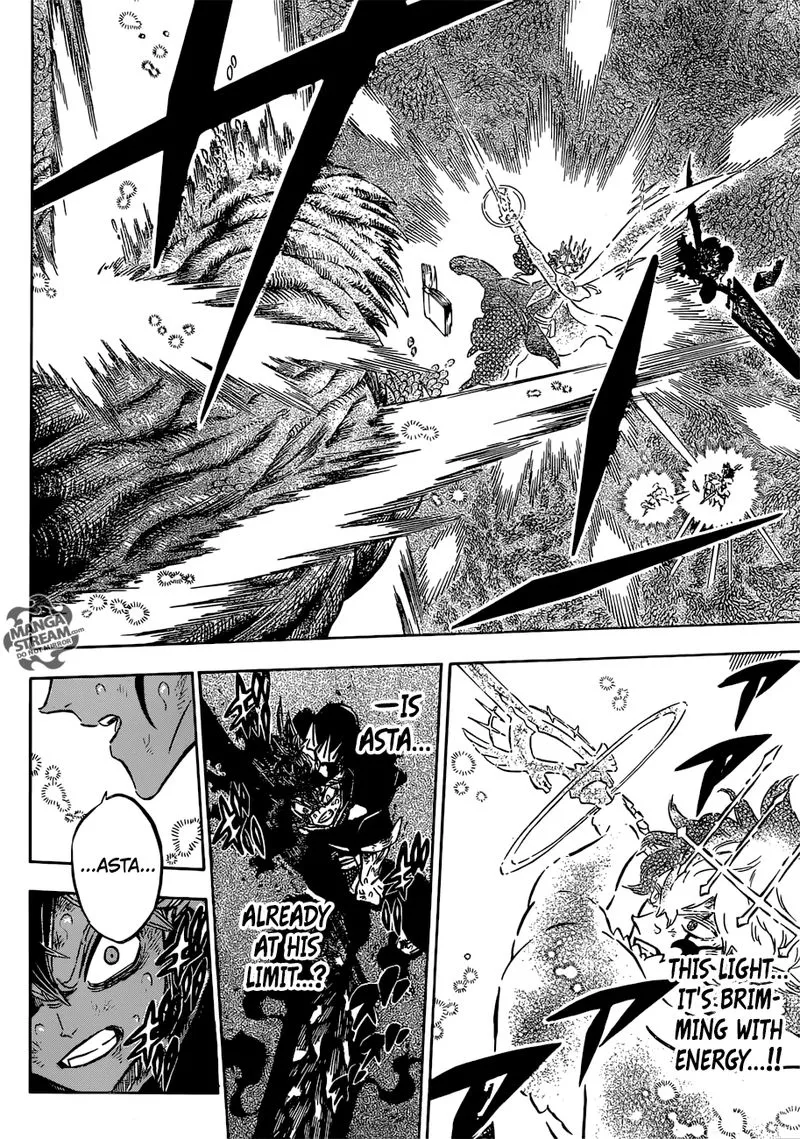 MANGA
STREAM
.COM
DO NOT MIRROR
THIS LIGHT...
IT'S BRIM-
MING WITH
ENERGY...!!
—IS
ASTA...
ALREADY
AT HIS
LIMIT...?
...ASTA...